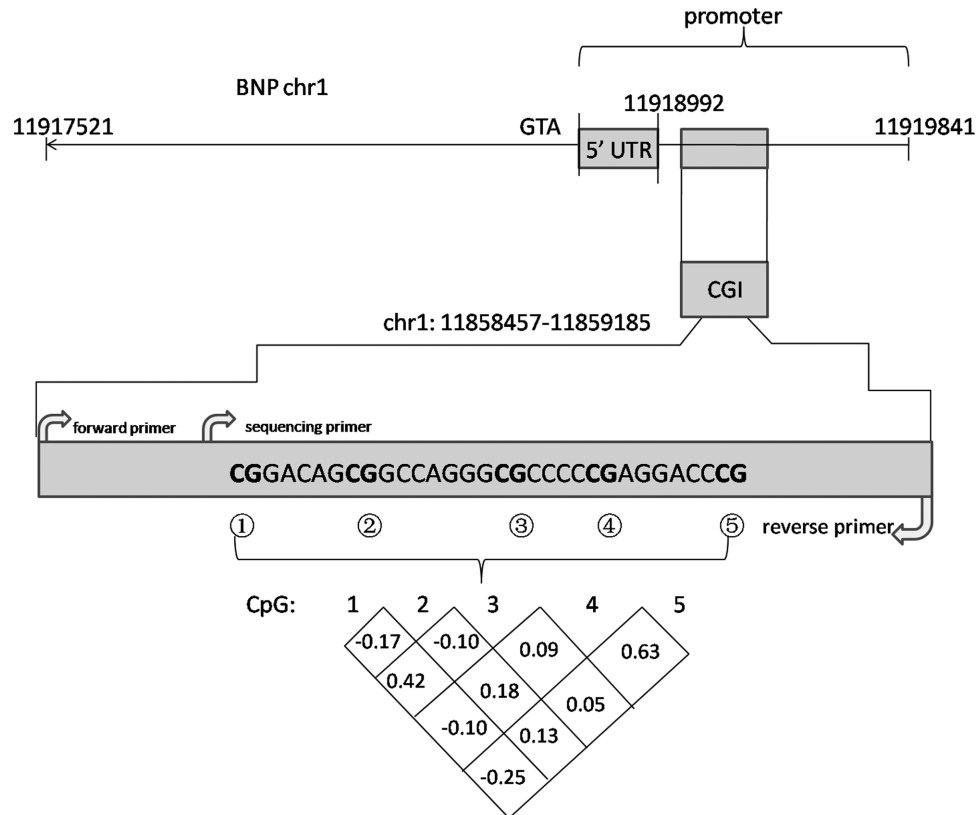 promoter
BNP chr1
11918992
11917521
GTA
11919841
5' UTR
CGI
chr1: 11858457-11859185
forward primer
sequencing primer
CGGACAGCGGCCAGGGCGCCCCCGAGGACCCG
① ② ③ ④ ⑤
reverse primer
CpG: 1 2 3 4 5
-0.17 -0.10 0.09 0.63
0.42 0.18 0.05
-0.10 0.13
-0.25